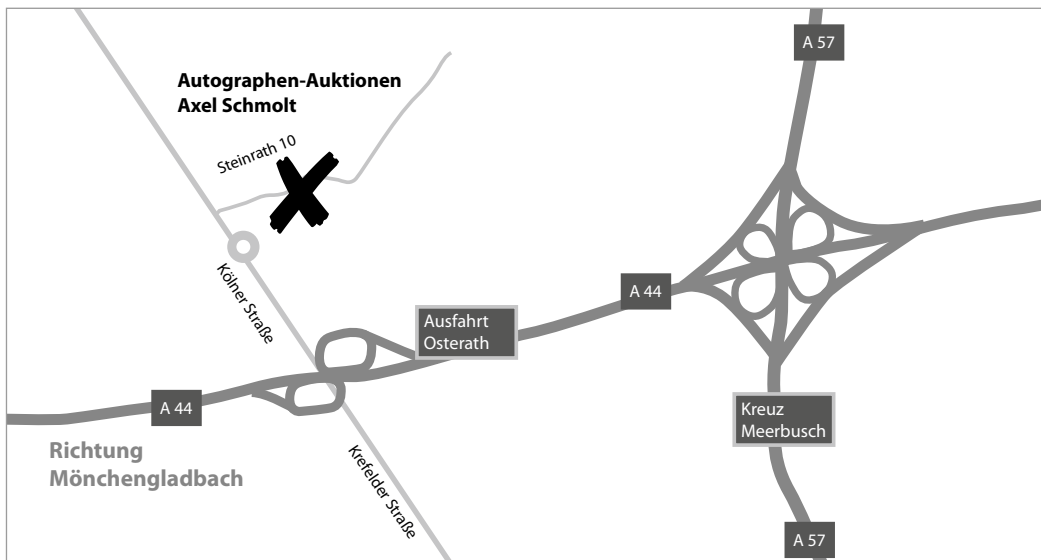 A 57
Autographen-Auktionen
Axel Schmolt
Steinrath 10
Kölner Straße
A 44
Ausfahrt
Osterath
A 44
Kreuz
Meerbusch
Richtung
Mönchengladbach
Krefelder Straße
A 57